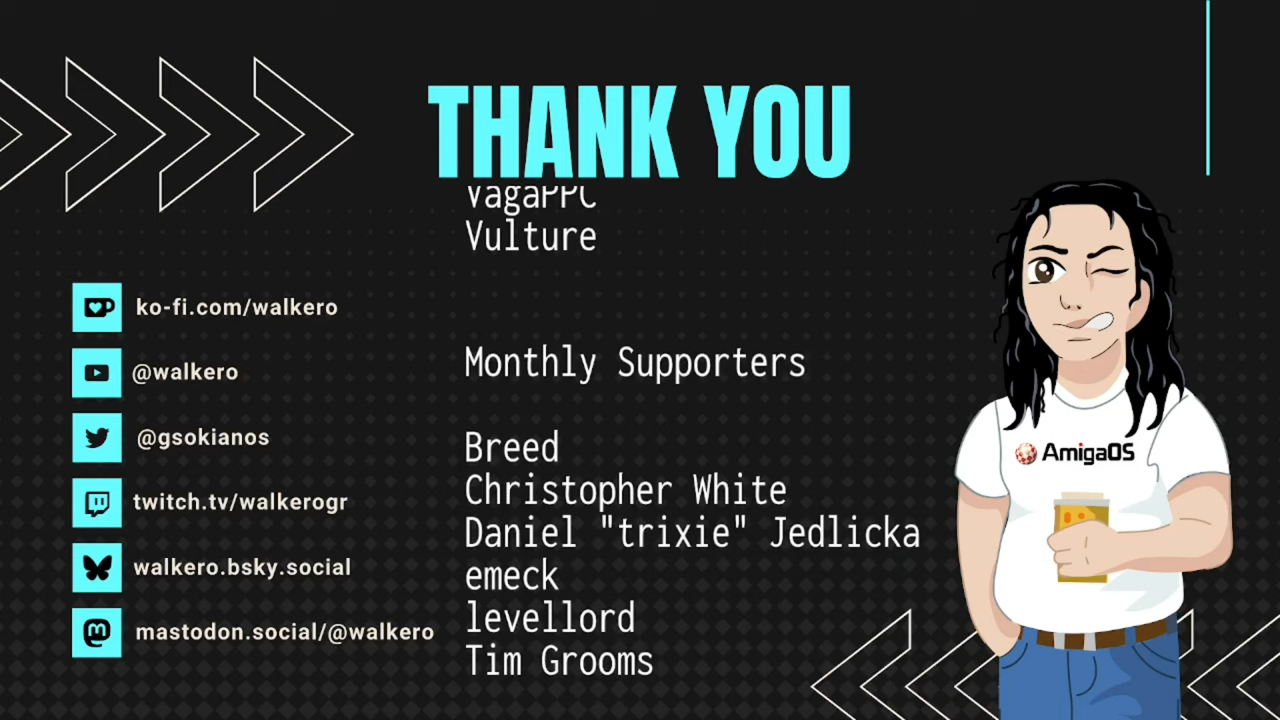 THANK YOU
VagaPPC
Vulture
ko-fi.com/walkero
@walkero
@gsokianos
twitch.tv/walkerogr
walkero.bsky.social
mastodon.social/@walkero
Monthly Supporters
Breed
Christopher White
Daniel "trixie" Jedlicka
emeck
levellord
Tim Grooms
AmigaOS